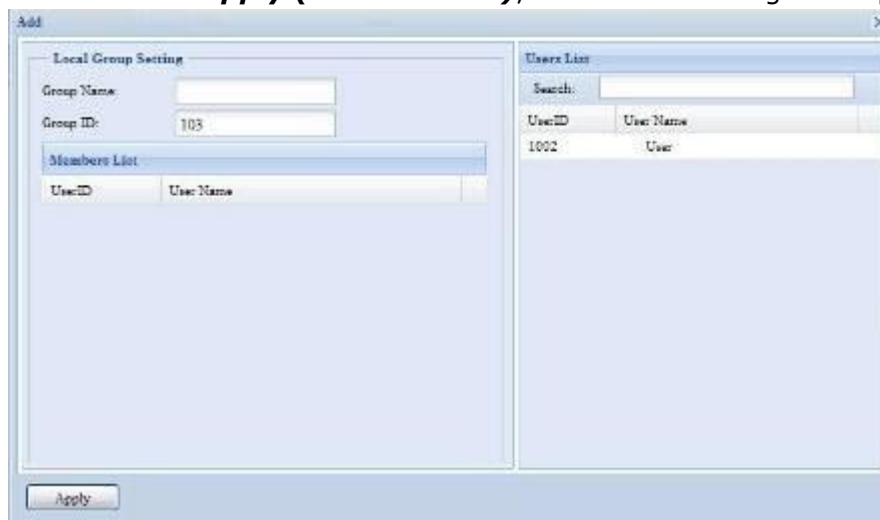 Add
Local Group Setting
Group Name
Group ID: 103
Members List
UserID User Name
Users List
Search:
UserID User Name
1002 User
Apply